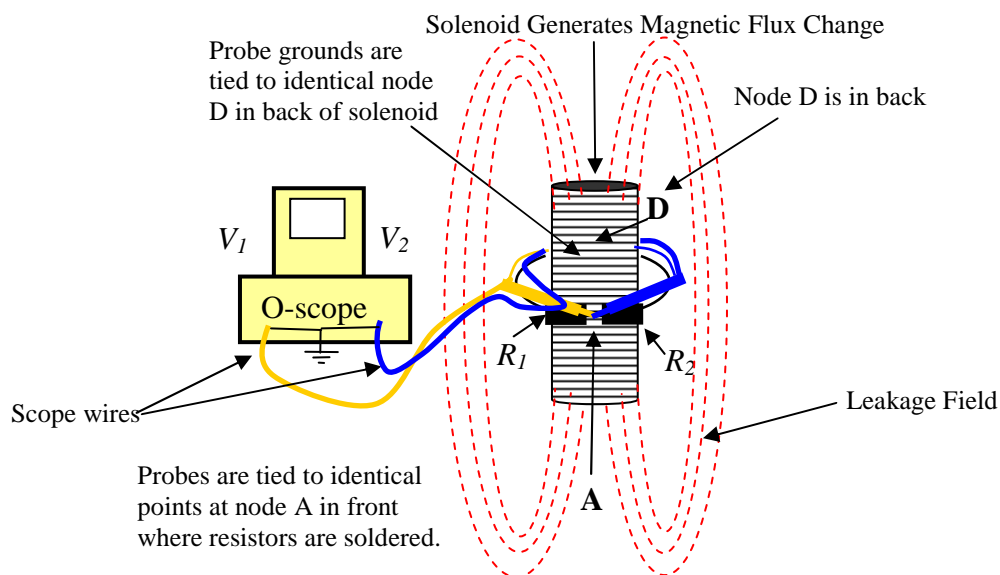 Solenoid Generates Magnetic Flux Change
Probe grounds are
tied to identical node
D in back of solenoid
Node D is in back
D
V1
V2
O-scope
R1
R2
Scope wires
Leakage Field
Probes are tied to identical
points at node A in front
where resistors are soldered.
A